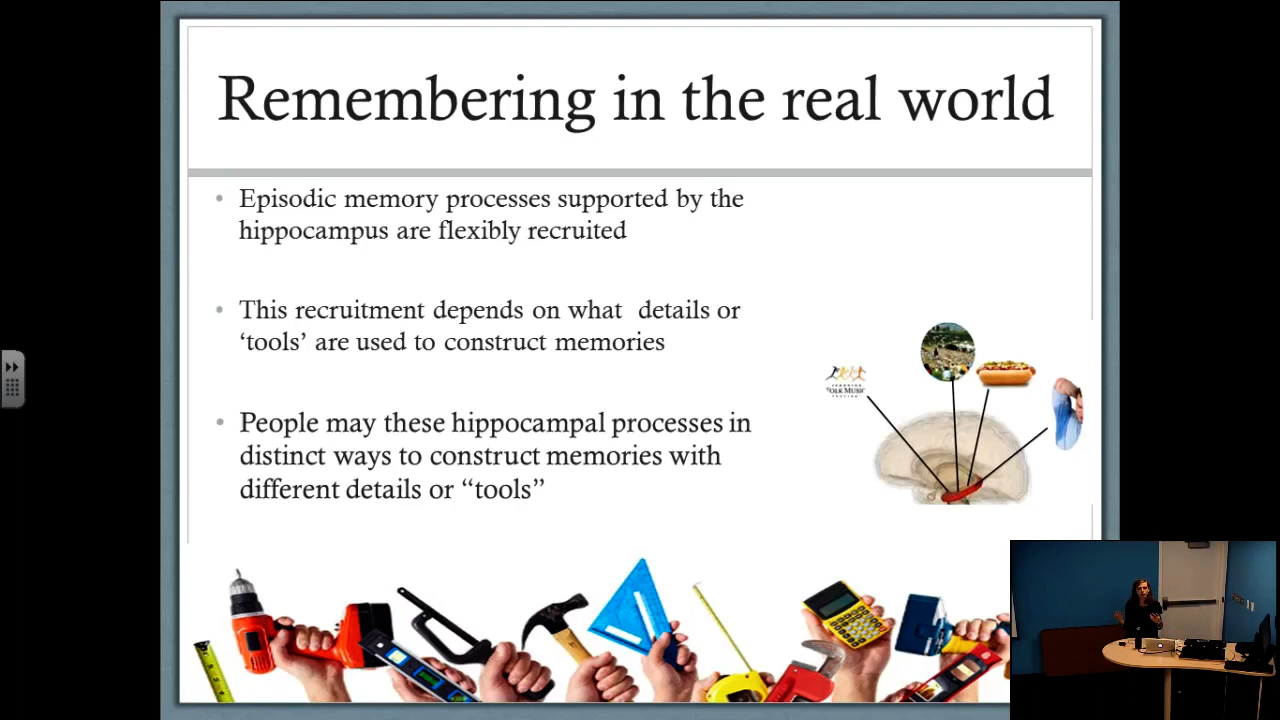 Remembering in the real world
• Episodic memory processes supported by the
hippocampus are flexibly recruited
• This recruitment depends on what details or
‘tools’ are used to construct memories
• People may these hippocampal processes in
distinct ways to construct memories with
different details or “tools”
FOLK MUSIC